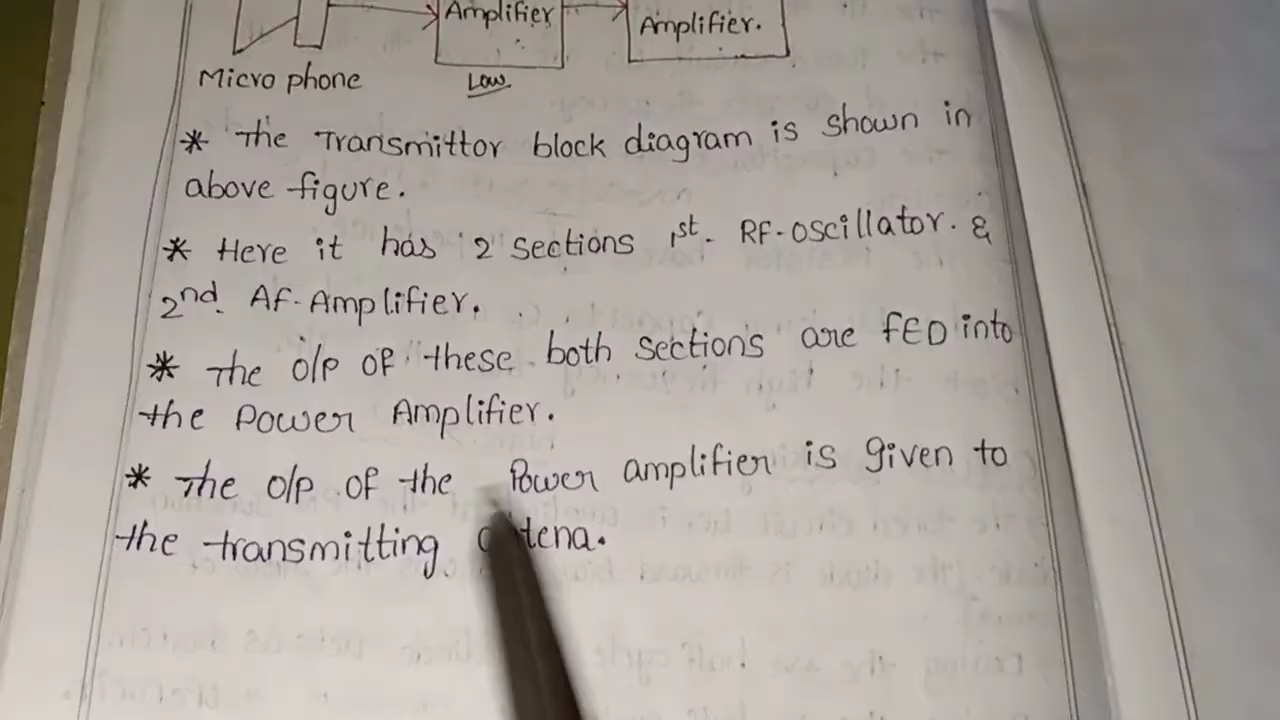 Amplifier
Amplifier.
Micro phone
Low
* The Transmittor block diagram is shown in
above figure.
* Here it has 2 sections 1st. RF-oscillator. &
2nd. AF-Amplifier.
* The o/p of these both sections are FED into
the Power Amplifier.
* The o/p of the Power amplifier is given to
the transmitting